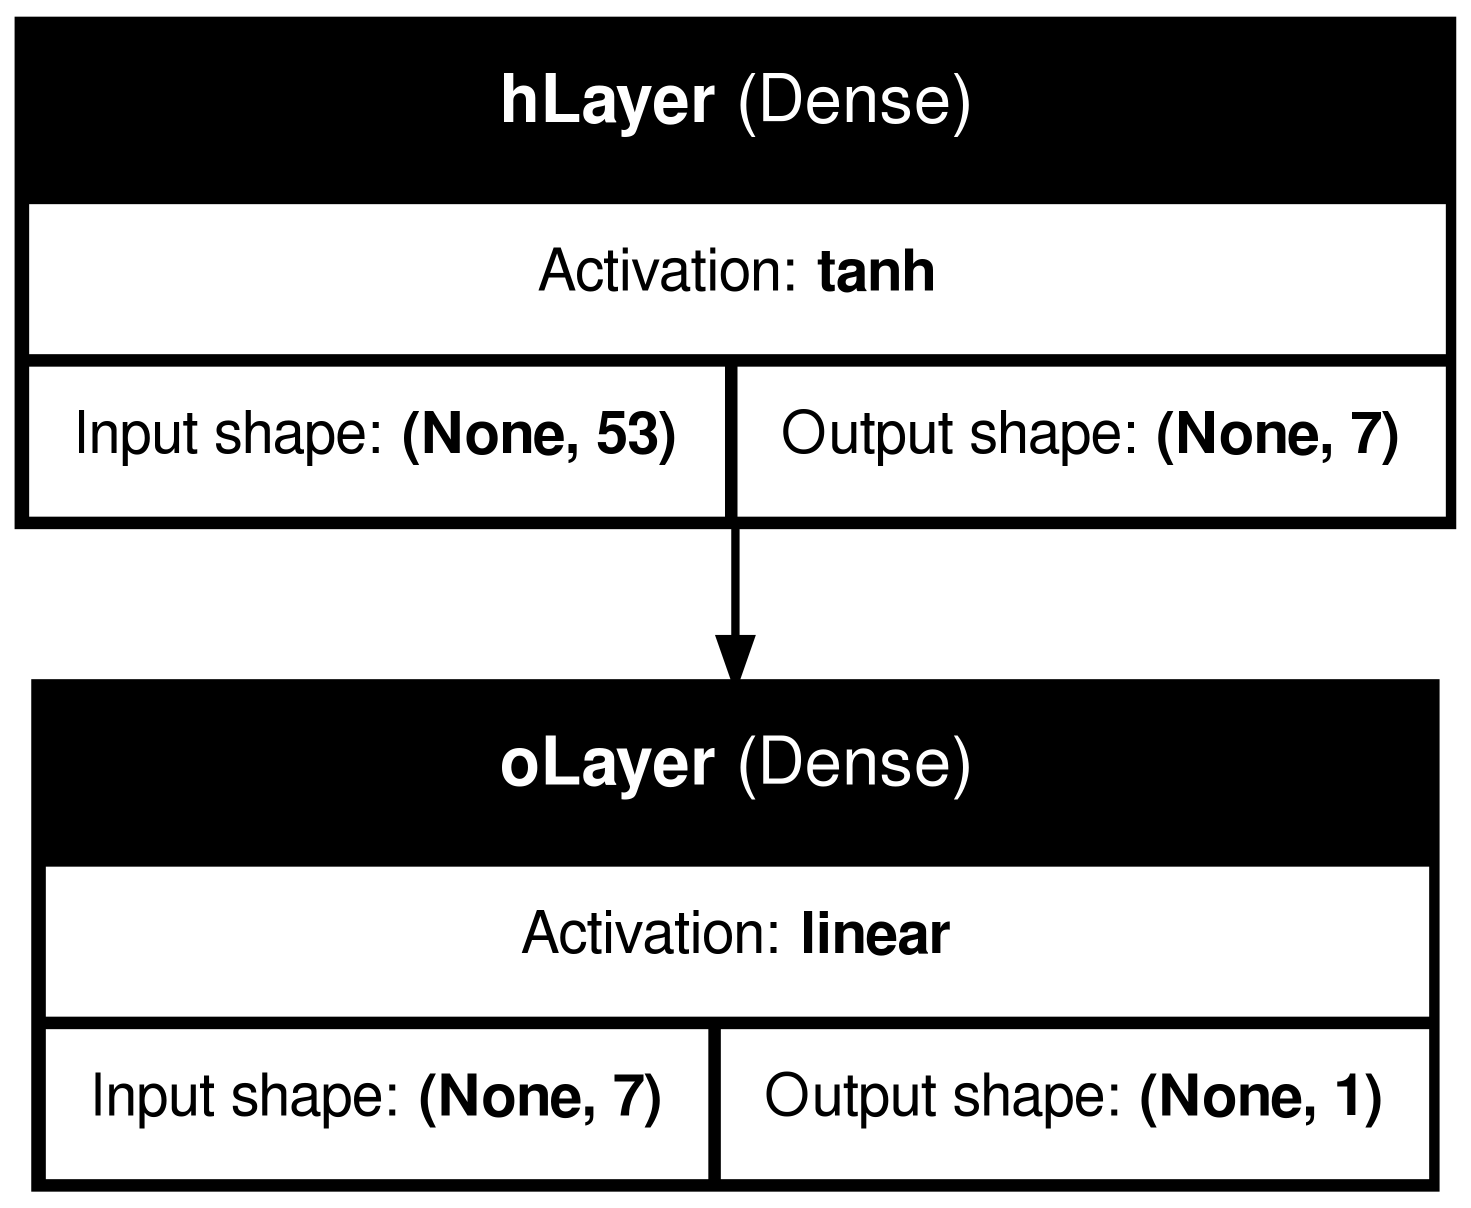 hLayer (Dense)
Activation: tanh
Input shape: (None, 53) Output shape: (None, 7)
oLayer (Dense)
Activation: linear
Input shape: (None, 7) Output shape: (None, 1)